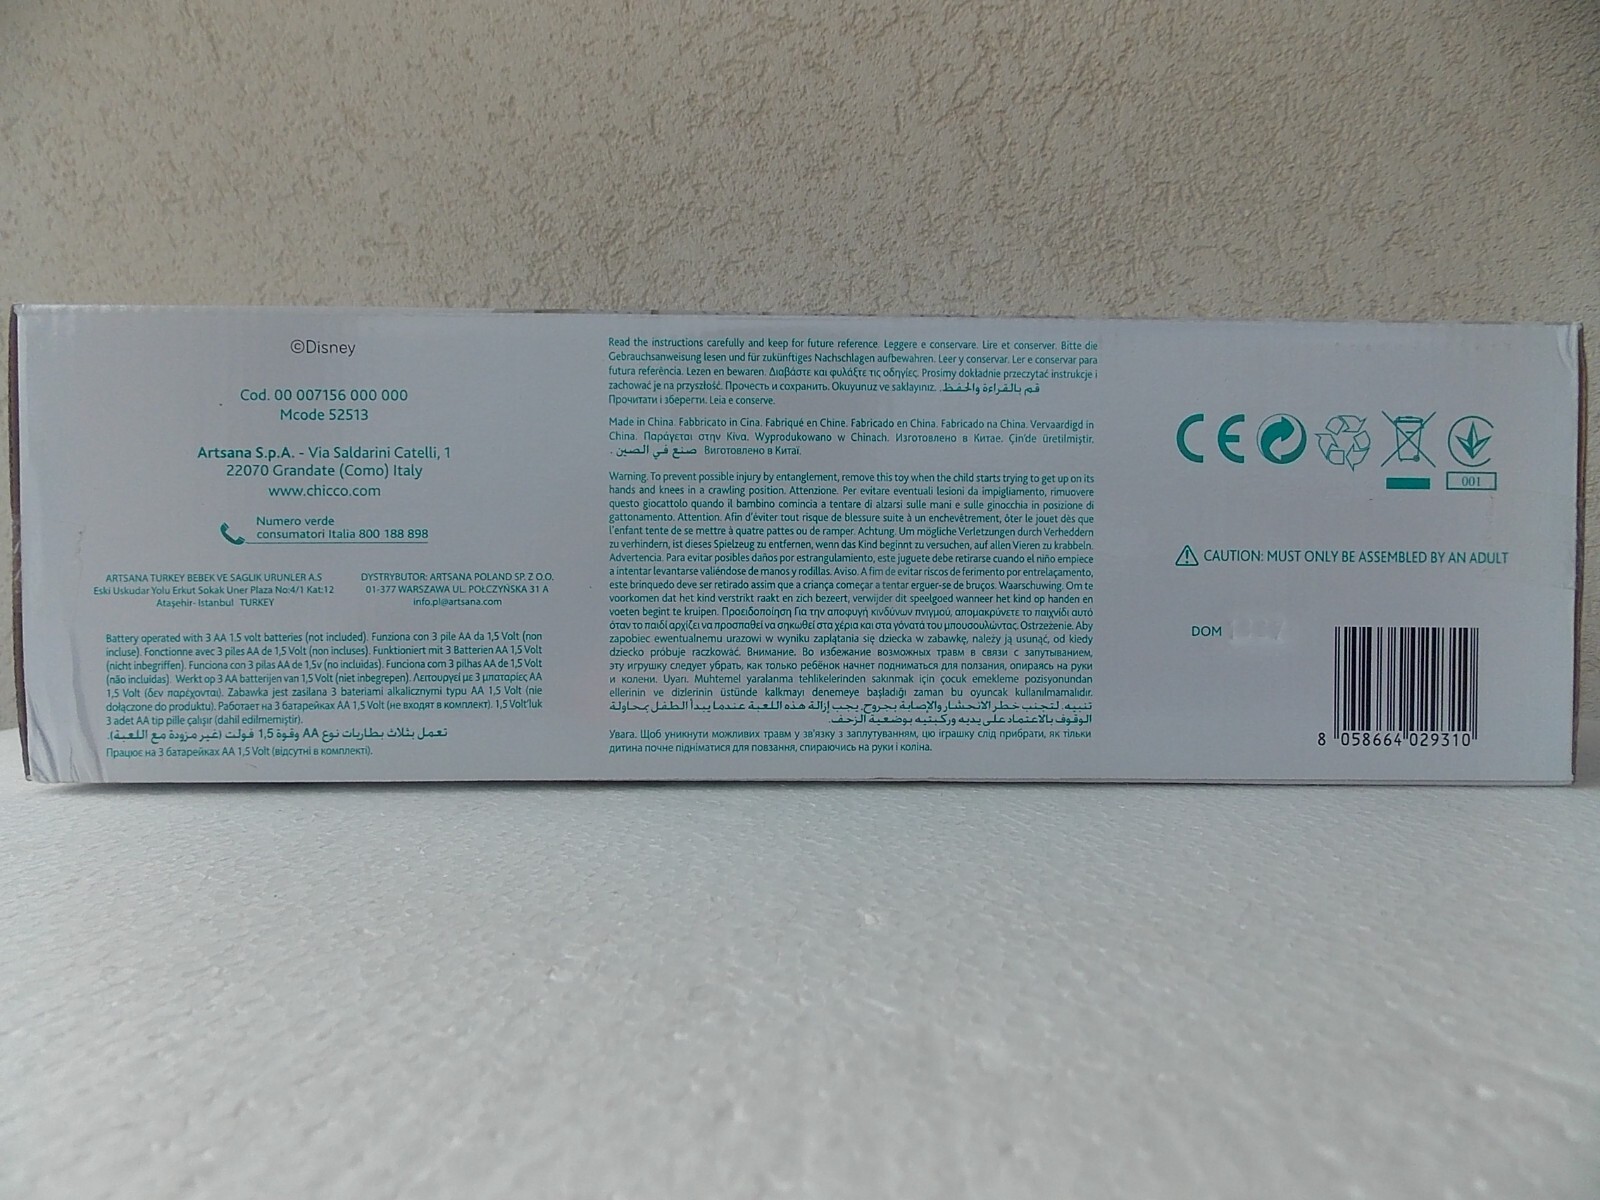 ©Disney
Cod. 00 007156 000 000
Mcode 52513
Artsana S.p.A. - Via Saldarini Catelli, 1
22070 Grandate (Como) Italy
www.chicco.com
Numero verde
consumatori Italia 800 188 898
ARTSANA TURKEY BEBEK VE SAGLIK URUNLER A.S
Eski Uskudar Yolu Erkut Sokak Uner Plaza No:4/1 Kat:12
Ataşehir- Istanbul TURKEY
DYSTRYBUTOR: ARTSANA POLAND SP. Z O.O.
01-377 WARSZAWA UL. POŁCZYŃSKA 31 A
info.pl@artsana.com
Battery operated with 3 AA 1.5 volt batteries (not included). Funziona con 3 pile AA da 1,5 Volt (non
incluse). Fonctionne avec 3 piles AA de 1,5 Volt (non incluses). Funktioniert mit 3 Batterien AA 1,5 Volt
(nicht inbegriffen). Funciona con 3 pilas AA de 1,5v (no incluidas). Funciona com 3 pilhas AA de 1,5 Volt
(não incluídas). Werkt op 3 AA batterijen van 1,5 Volt (niet inbegrepen). Λειτουργεί με 3 μπαταρίες AA
1,5 Volt (δεν παρέχονται). Zabawka jest zasilana 3 bateriami alkalicznymi typu AA 1,5 Volt (nie
dołączone do produktu). Работает на 3 батарейках AA 1,5 Volt (не входят в комплект). 1,5 Volt'luk
3 adet AA tip pille çalışır (dahil edilmemiştir).
تعمل بثلاث بطاريات نوع AA وقوة 1,5 فولت (غير مزودة مع اللعبة).
Працює на 3 батарейках AA 1,5 Volt (відсутні в комплекті).
Read the instructions carefully and keep for future reference. Leggere e conservare. Lire et conserver. Bitte die
Gebrauchsanweisung lesen und für zukünftiges Nachschlagen aufbewahren. Leer y conservar. Ler e conservar para
futura referência. Lezen en bewaren. Διαβάστε και φυλάξτε τις οδηγίες. Prosimy dokładnie przeczytać instrukcje i
zachować je na przyszłość. Прочесть и сохранить. Okuyunuz ve saklayınız. قم بالقراءة والحفظ.
Прочитати і зберегти. Leia e conserve.
Made in China. Fabbricato in Cina. Fabriqué en Chine. Fabricado en China. Fabricado na China. Vervaardigd in
China. Παράγεται στην Κίνα. Wyprodukowano w Chinach. Изготовлено в Китае. Çin'de üretilmiştir.
صنع في الصين . Виготовлено в Китаї.
Warning. To prevent possible injury by entanglement, remove this toy when the child starts trying to get up on its
hands and knees in a crawling position. Attenzione. Per evitare eventuali lesioni da impigliamento, rimuovere
questo giocattolo quando il bambino comincia a tentare di alzarsi sulle mani e sulle ginocchia in posizione di
gattonamento. Attention. Afin d'éviter tout risque de blessure suite à un enchevêtrement, ôter le jouet dès que
l'enfant tente de se mettre à quatre pattes ou de ramper. Achtung. Um mögliche Verletzungen durch Verheddern
zu verhindern, ist dieses Spielzeug zu entfernen, wenn das Kind beginnt zu versuchen, auf allen Vieren zu krabbeln.
Advertencia. Para evitar posibles daños por estrangulamiento, este juguete debe retirarse cuando el niño empiece
a intentar levantarse valiéndose de manos y rodillas. Aviso. A fim de evitar riscos de ferimento por entrelaçamento,
este brinquedo deve ser retirado assim que a criança começar a tentar erguer-se de bruços. Waarschuwing. Om te
voorkomen dat het kind verstrikt raakt en zich bezeert, verwijder dit speelgoed wanneer het kind op handen en
voeten begint te kruipen. Προειδοποίηση Για την αποφυγή κινδύνων πνιγμού, απομακρύνετε το παιχνίδι αυτό
όταν το παιδί αρχίζει να προσπαθεί να σηκωθεί στα χέρια και στα γόνατά του μπουσουλώντας. Ostrzeżenie. Aby
zapobiec ewentualnemu urazowi w wyniku zaplątania się dziecka w zabawkę, należy ją usunąć, od kiedy
dziecko próbuje raczkować. Внимание. Во избежание возможных травм в связи с запутыванием,
эту игрушку следует убрать, как только ребёнок начнет подниматься для ползания, опираясь на руки
и колени. Uyarı. Muhtemel yaralanma tehlikelerinden sakınmak için çocuk emekleme pozisyonundan
ellerinin ve dizlerinin üstünde kalkmayı denemeye başladığı zaman bu oyuncak kullanılmamalıdır.
تنبيه. لتجنب خطر الانحشار والإصابة بجروح، يجب إزالة هذه اللعبة عندما يبدأ الطفل بمحاولة
الوقوف بالاعتماد على يديه وركبتيه بوضعية الزحف.
Увага. Щоб уникнути можливих травм у зв'язку з заплутуванням, цю іграшку слід прибрати, як тільки
дитина почне підніматися для повзання, спираючись на руки і коліна.
CE
001
CAUTION: MUST ONLY BE ASSEMBLED BY AN ADULT
DOM
8 058664 029310